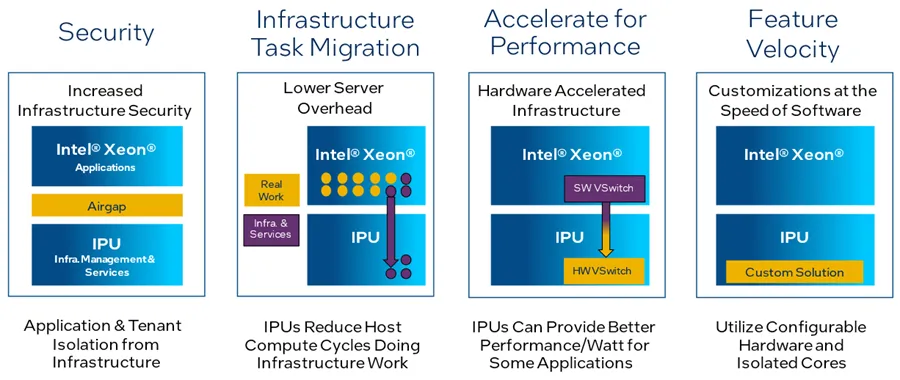 Security
Increased
Infrastructure Security
Intel® Xeon®
Applications
Airgap
IPU
Infra. Management &
Services
Application & Tenant
Isolation from
Infrastructure
Infrastructure
Task Migration
Lower Server
Overhead
Intel® Xeon®
Real
Work
Infra. &
Services
IPU
IPUs Reduce Host
Compute Cycles Doing
Infrastructure Work
Accelerate for
Performance
Hardware Accelerated
Infrastructure
Intel® Xeon®
SW VSwitch
IPU
HW VSwitch
IPUs Can Provide Better
Performance/Watt for
Some Applications
Feature
Velocity
Customizations at the
Speed of Software
Intel® Xeon®
IPU
Custom Solution
Utilize Configurable
Hardware and
Isolated Cores